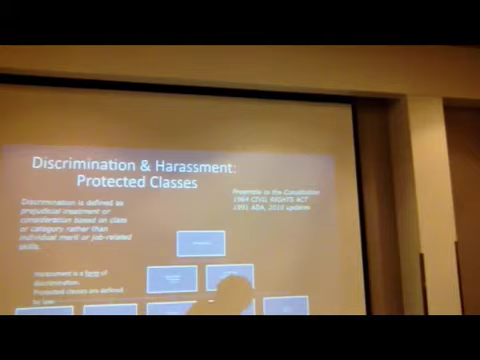 Discrimination & Harassment:
Protected Classes
Discrimination is defined as
prejudicial treatment or
consideration based on class
or category rather than
individual merit or job-related
skills.
Preamble to the Constitution
1964 CIVIL RIGHTS ACT
1991 ADA, 2010 updates
Harassment is a form of
discrimination.
Protected classes are defined
by law